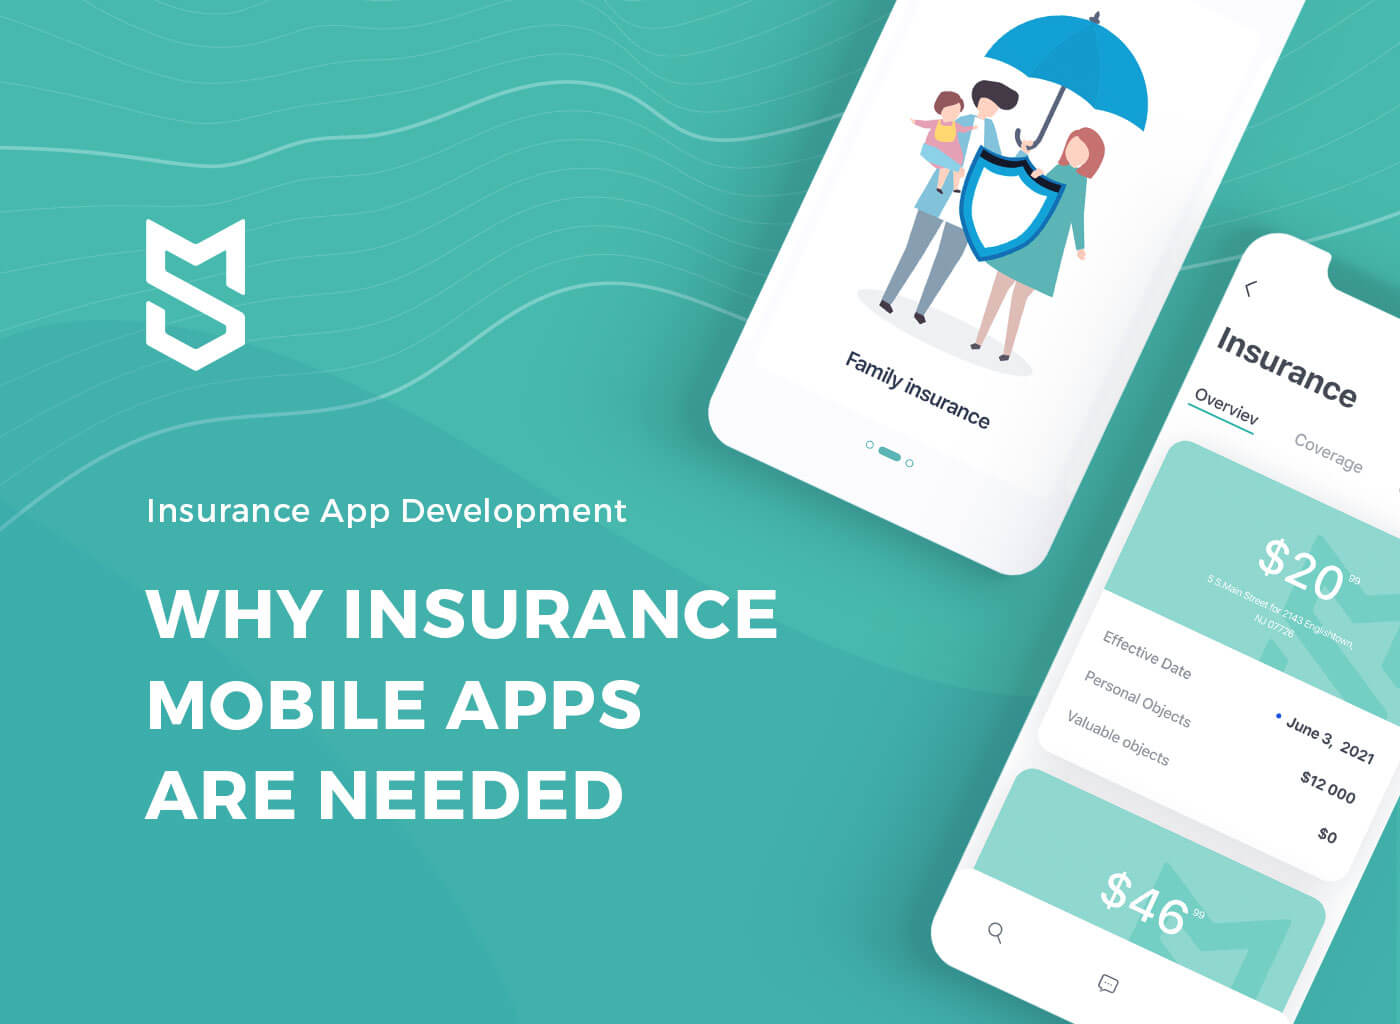 Insurance App Development
WHY INSURANCE
MOBILE APPS
ARE NEEDED
Family insurance
Insurance
Overviev
Coverage
$20 99
5 S.Main Street for 2143 Englishtown,
NJ 07726
Effective Date
June 3, 2021
Personal Objects
$12 000
Valuable objects
$0
$46 99